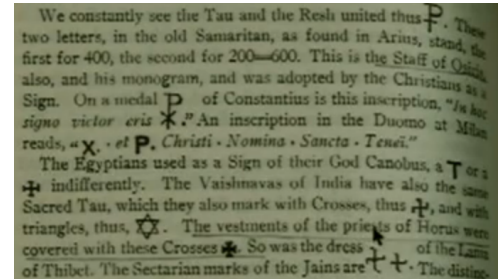 We constantly see the Tau and the Resh united thus ⳨. These
two letters, in the old Samaritan, as found in Arius, stand, the
first for 400, the second for 200—600. This is the Staff of Osiris,
also, and his monogram, and was adopted by the Christians as a
Sign. On a medal of Constantius is this inscription, "In hoc
signo victor eris ." An inscription in the Duomo at Milan
reads, "X. · et P. Christi · Nomina · Sancta · Tenei."
The Egyptians used as a Sign of their God Canobus, a T or a
✠ indifferently. The Vaishnavas of India have also the same
Sacred Tau, which they also mark with Crosses, thus , and with
triangles, thus, ✡. The vestments of the priests of Horus were
covered with these Crosses ✠. So was the dress of the Lama
of Thibet. The Sectarian marks of the Jains are . The distinc